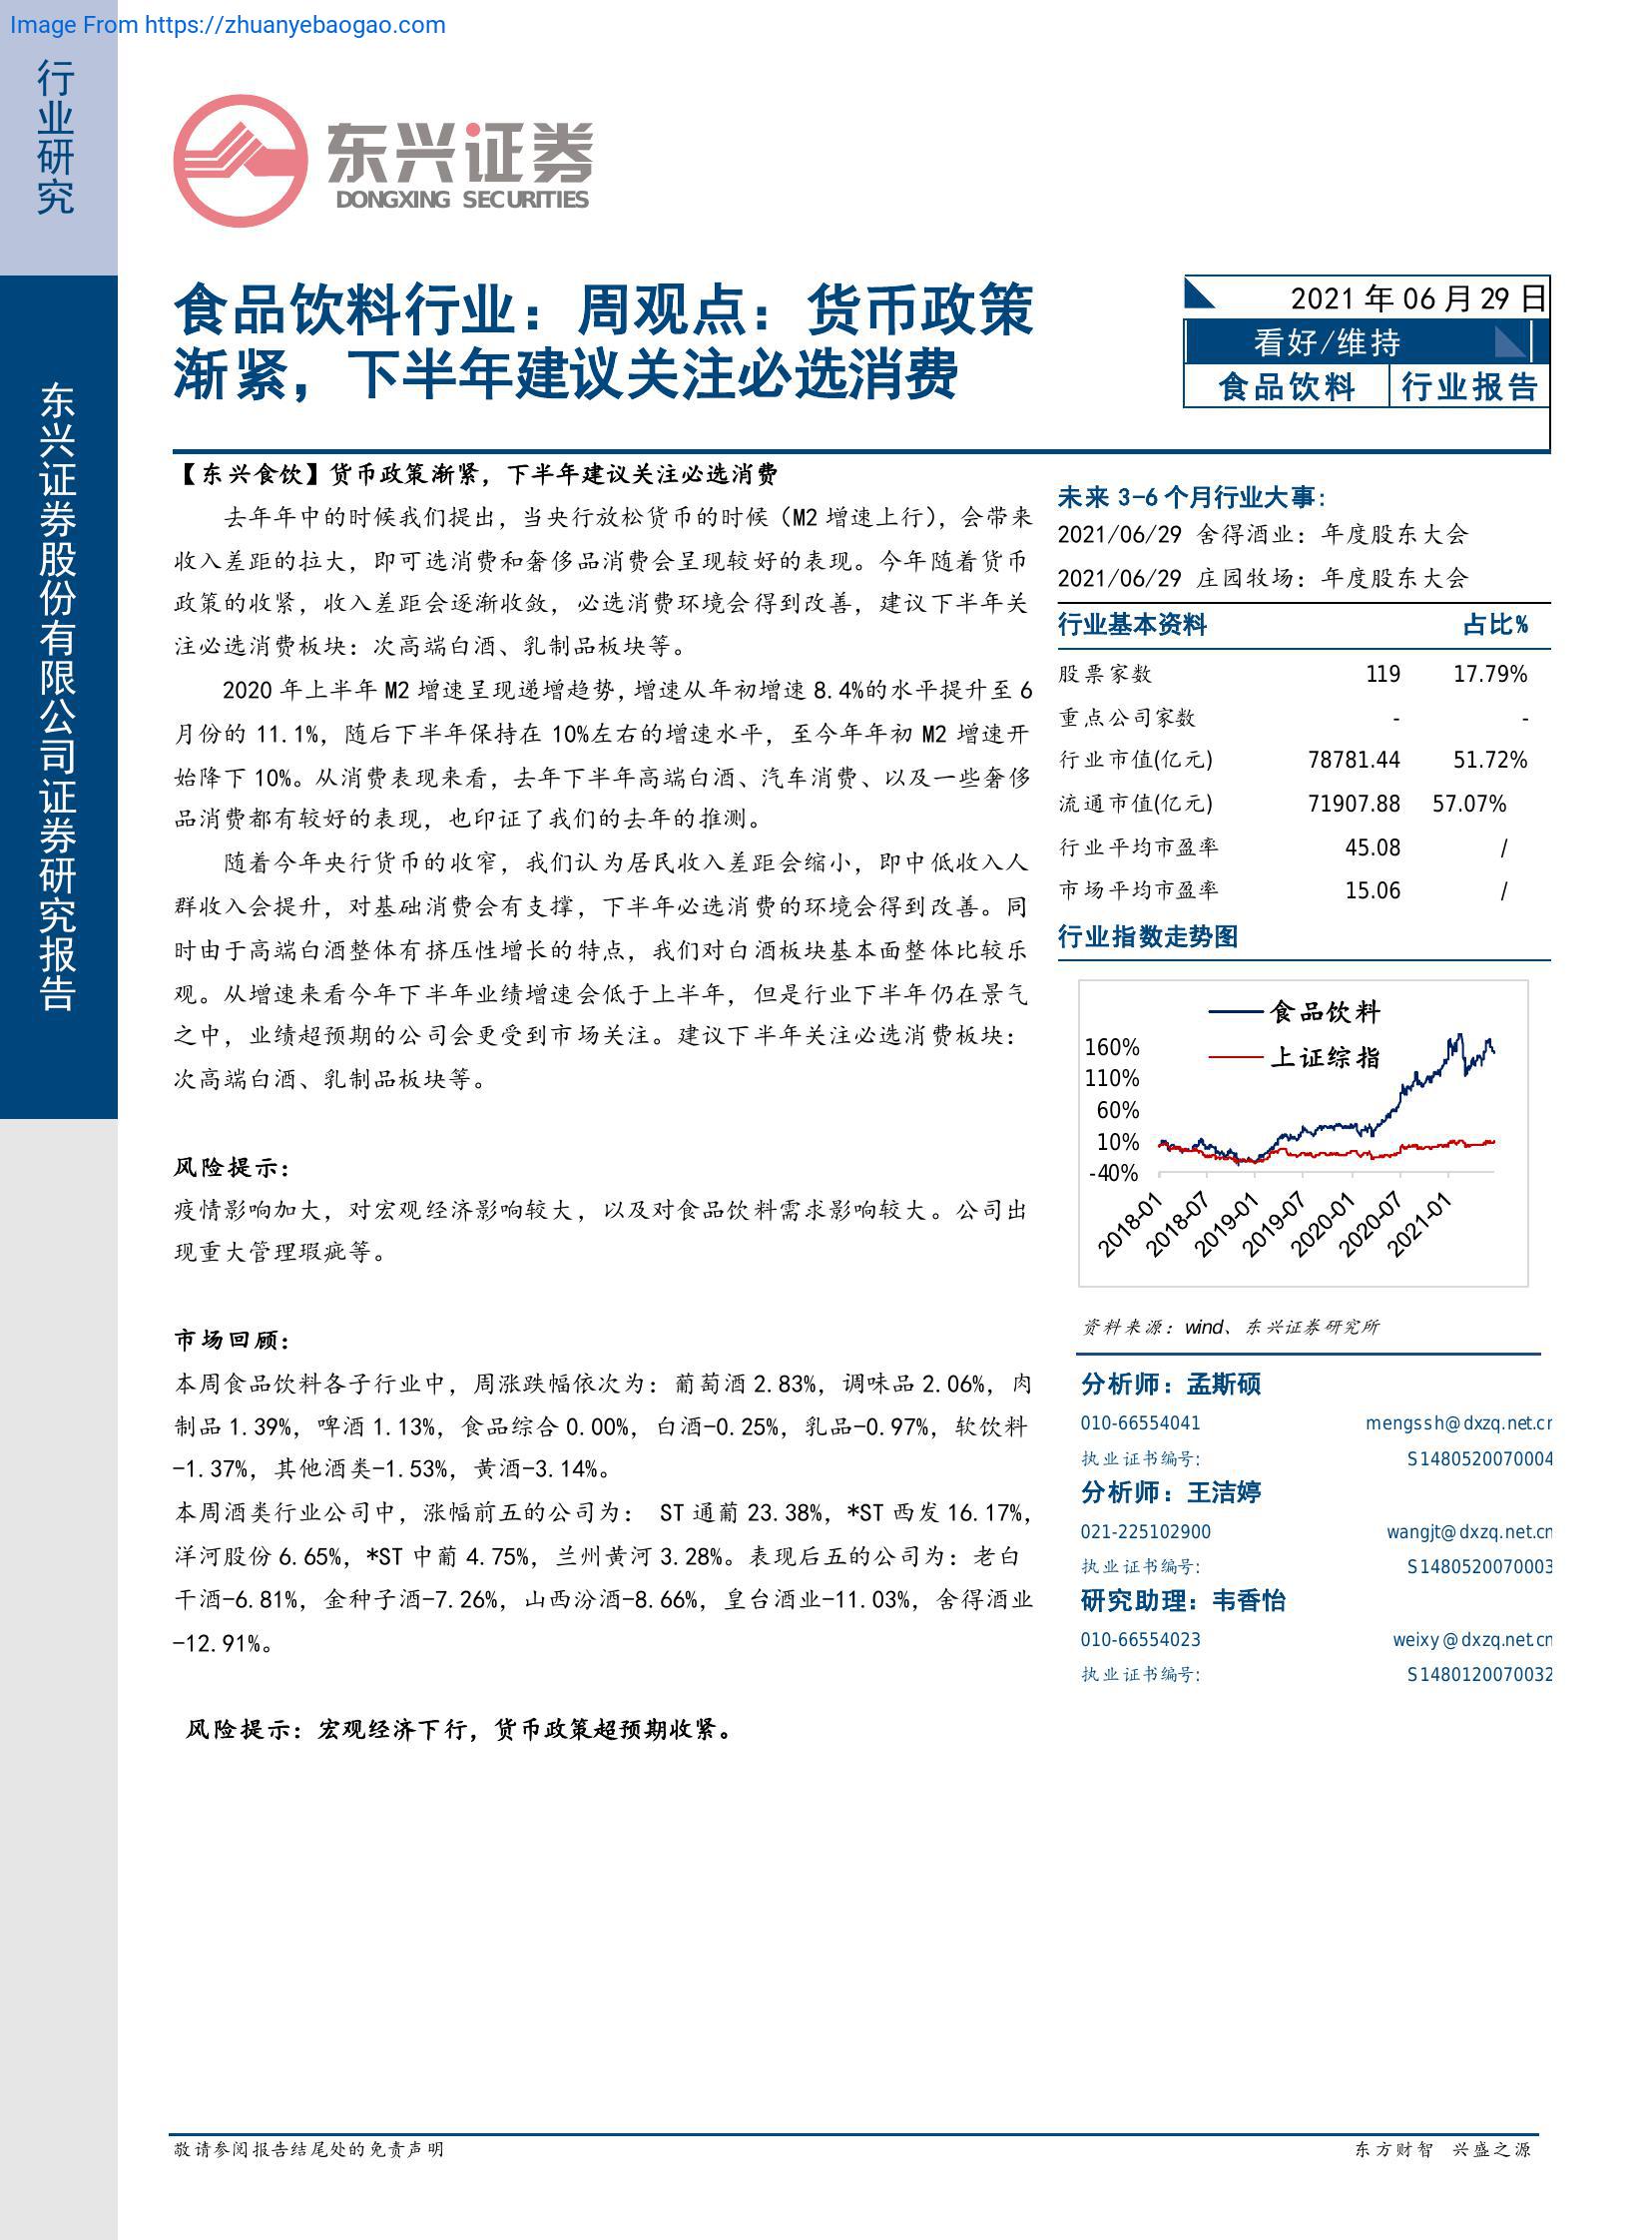 Image From https://zhuanyebaogao.com
行业研究
东兴证券股份有限公司证券研究报告
东兴证券
DONGXING SECURITIES
食品饮料行业：周观点：货币政策
渐紧，下半年建议关注必选消费
2021年06月29日
看好/维持
食品饮料 行业报告
【东兴食饮】货币政策渐紧，下半年建议关注必选消费
去年年中的时候我们提出，当央行放松货币的时候（M2增速上行），会带来
收入差距的拉大，即可选消费和奢侈品消费会呈现较好的表现。今年随着货币
政策的收紧，收入差距会逐渐收敛，必选消费环境会得到改善，建议下半年关
注必选消费板块：次高端白酒、乳制品板块等。
2020年上半年M2增速呈现递增趋势，增速从年初增速8.4%的水平提升至6
月份的11.1%，随后下半年保持在10%左右的增速水平，至今年年初M2增速开
始降下10%。从消费表现来看，去年下半年高端白酒、汽车消费、以及一些奢侈
品消费都有较好的表现，也印证了我们的去年的推测。
随着今年央行货币的收窄，我们认为居民收入差距会缩小，即中低收入人
群收入会提升，对基础消费会有支撑，下半年必选消费的环境会得到改善。同
时由于高端白酒整体有挤压性增长的特点，我们对白酒板块基本面整体比较乐
观。从增速来看今年下半年业绩增速会低于上半年，但是行业下半年仍在景气
之中，业绩超预期的公司会更受到市场关注。建议下半年关注必选消费板块：
次高端白酒、乳制品板块等。
风险提示：
疫情影响加大，对宏观经济影响较大，以及对食品饮料需求影响较大。公司出
现重大管理瑕疵等。
市场回顾：
本周食品饮料各子行业中，周涨跌幅依次为：葡萄酒2.83%，调味品2.06%，肉
制品1.39%，啤酒1.13%，食品综合0.00%，白酒-0.25%，乳品-0.97%，软饮料
-1.37%，其他酒类-1.53%，黄酒-3.14%。
本周酒类行业公司中，涨幅前五的公司为： ST通葡23.38%，*ST西发16.17%，
洋河股份6.65%，*ST中葡4.75%，兰州黄河3.28%。表现后五的公司为：老白
干酒-6.81%，金种子酒-7.26%，山西汾酒-8.66%，皇台酒业-11.03%，舍得酒业
-12.91%。
风险提示：宏观经济下行，货币政策超预期收紧。
未来3-6个月行业大事：
2021/06/29 舍得酒业：年度股东大会
2021/06/29 庄园牧场：年度股东大会
行业基本资料 占比%
股票家数 119 17.79%
重点公司家数 - -
行业市值(亿元) 78781.44 51.72%
流通市值(亿元) 71907.88 57.07%
行业平均市盈率 45.08 /
市场平均市盈率 15.06 /
行业指数走势图
食品饮料
上证综指
160%
110%
60%
10%
-40%
2018-01 2018-07 2019-01 2019-07 2020-01 2020-07 2021-01
资料来源：wind、东兴证券研究所
分析师：孟斯硕
010-66554041 mengssh@dxzq.net.cn
执业证书编号: S1480520070004
分析师：王洁婷
021-225102900 wangjt@dxzq.net.cn
执业证书编号: S1480520070003
研究助理：韦香怡
010-66554023 weixy@dxzq.net.cn
执业证书编号: S1480120070032
敬请参阅报告结尾处的免责声明
东方财智 兴盛之源